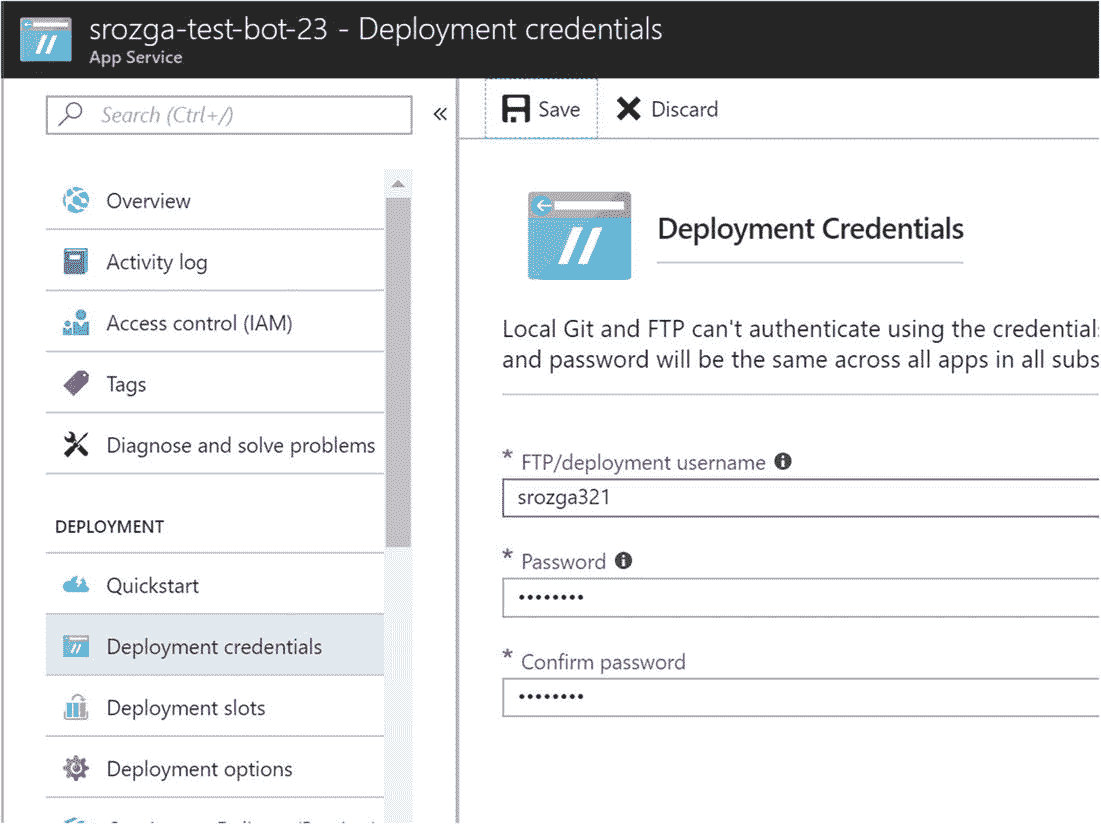 srozga-test-bot-23 - Deployment credentials
App Service
Search (Ctrl+/)
«
Save
Discard
Overview
Activity log
Access control (IAM)
Tags
Diagnose and solve problems
DEPLOYMENT
Quickstart
Deployment credentials
Deployment slots
Deployment options
Deployment Credentials
Local Git and FTP can't authenticate using the
and password will be the same across all apps in all
* FTP/deployment username
srozga321
* Password
••••••••
* Confirm password
••••••••